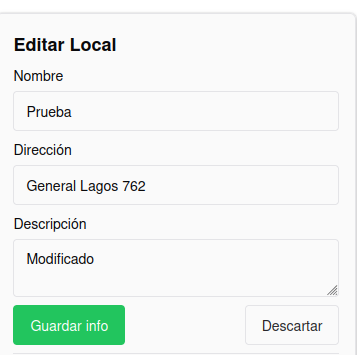 Editar Local
Nombre
Prueba
Dirección
General Lagos 762
Descripción
Modificado
Guardar info
Descartar